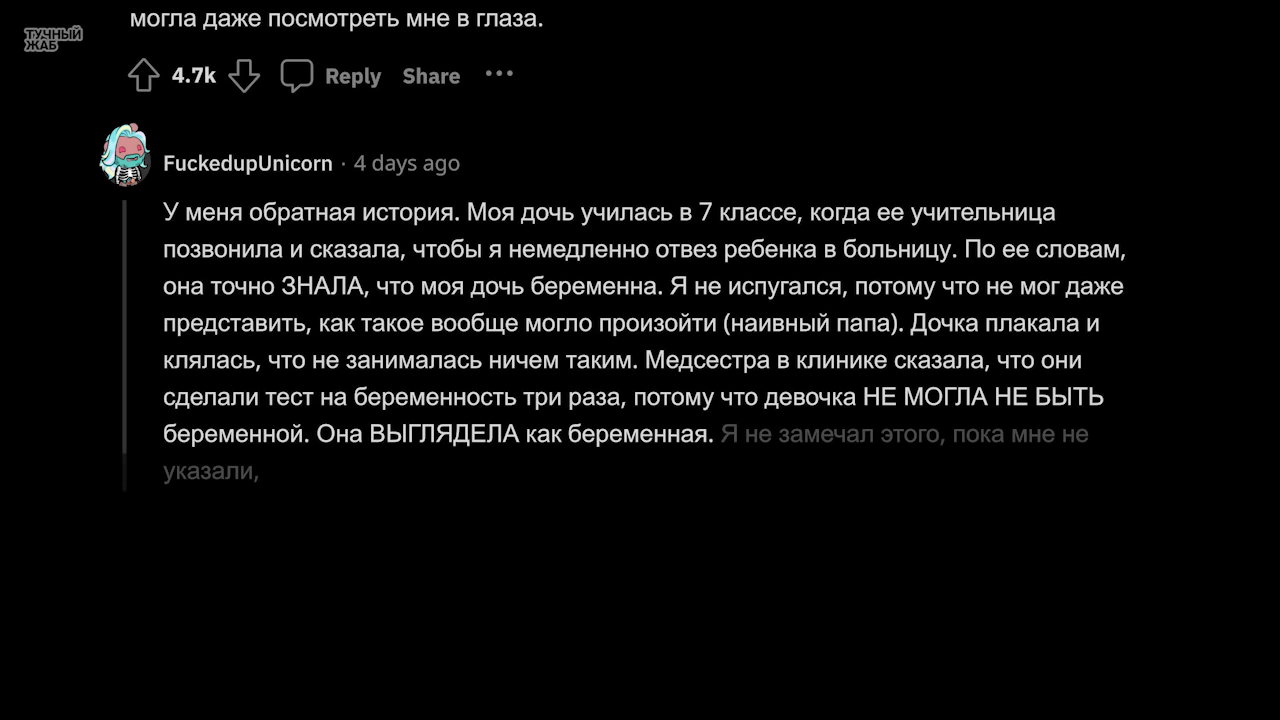 могла даже посмотреть мне в глаза.
ТУЧНЫЙ
ЖАБ
4.7k Reply Share
FuckedupUnicorn · 4 days ago
У меня обратная история. Моя дочь училась в 7 классе, когда ее учительница
позвонила и сказала, чтобы я немедленно отвез ребенка в больницу. По ее словам,
она точно ЗНАЛА, что моя дочь беременна. Я не испугался, потому что не мог даже
представить, как такое вообще могло произойти (наивный папа). Дочка плакала и
клялась, что не занималась ничем таким. Медсестра в клинике сказала, что они
сделали тест на беременность три раза, потому что девочка НЕ МОГЛА НЕ БЫТЬ
беременной. Она ВЫГЛЯДЕЛА как беременная. Я не замечал этого, пока мне не
указали,